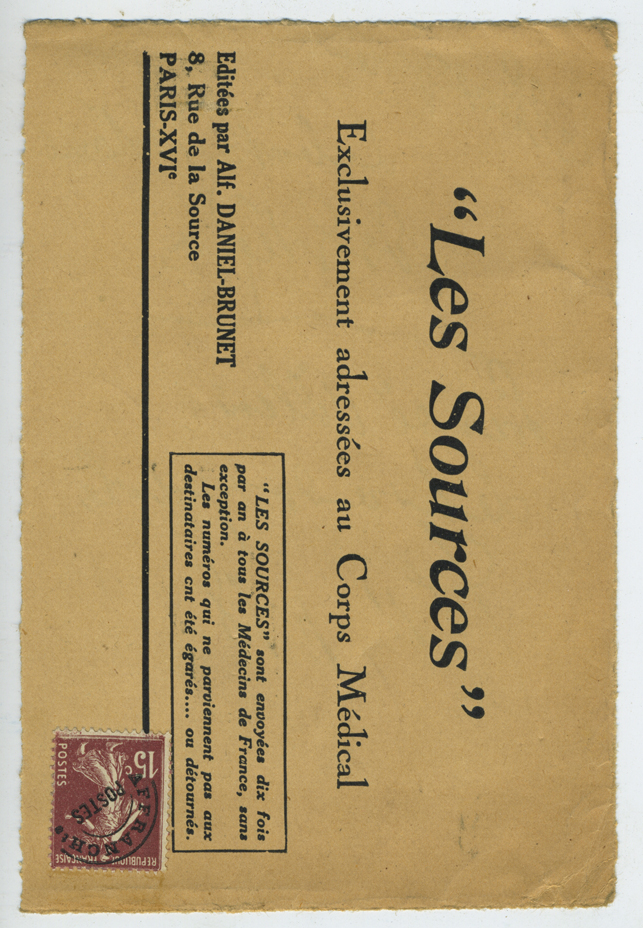 “Les Sources”
Exclusivement adressées au Corps Médical
“LES SOURCES” sont envoyées dix fois
par an à tous les Médecins de France, sans
exception.
Les numéros qui ne parviennent pas aux
destinataires cnt été égarés.... ou détournés.
Editées par Alf. DANIEL-BRUNET
8, Rue de la Source
PARIS-XVIᵉ
15c
POSTES
REPUBLIQUE FRANÇAISE
AFFRANCHts
POSTES